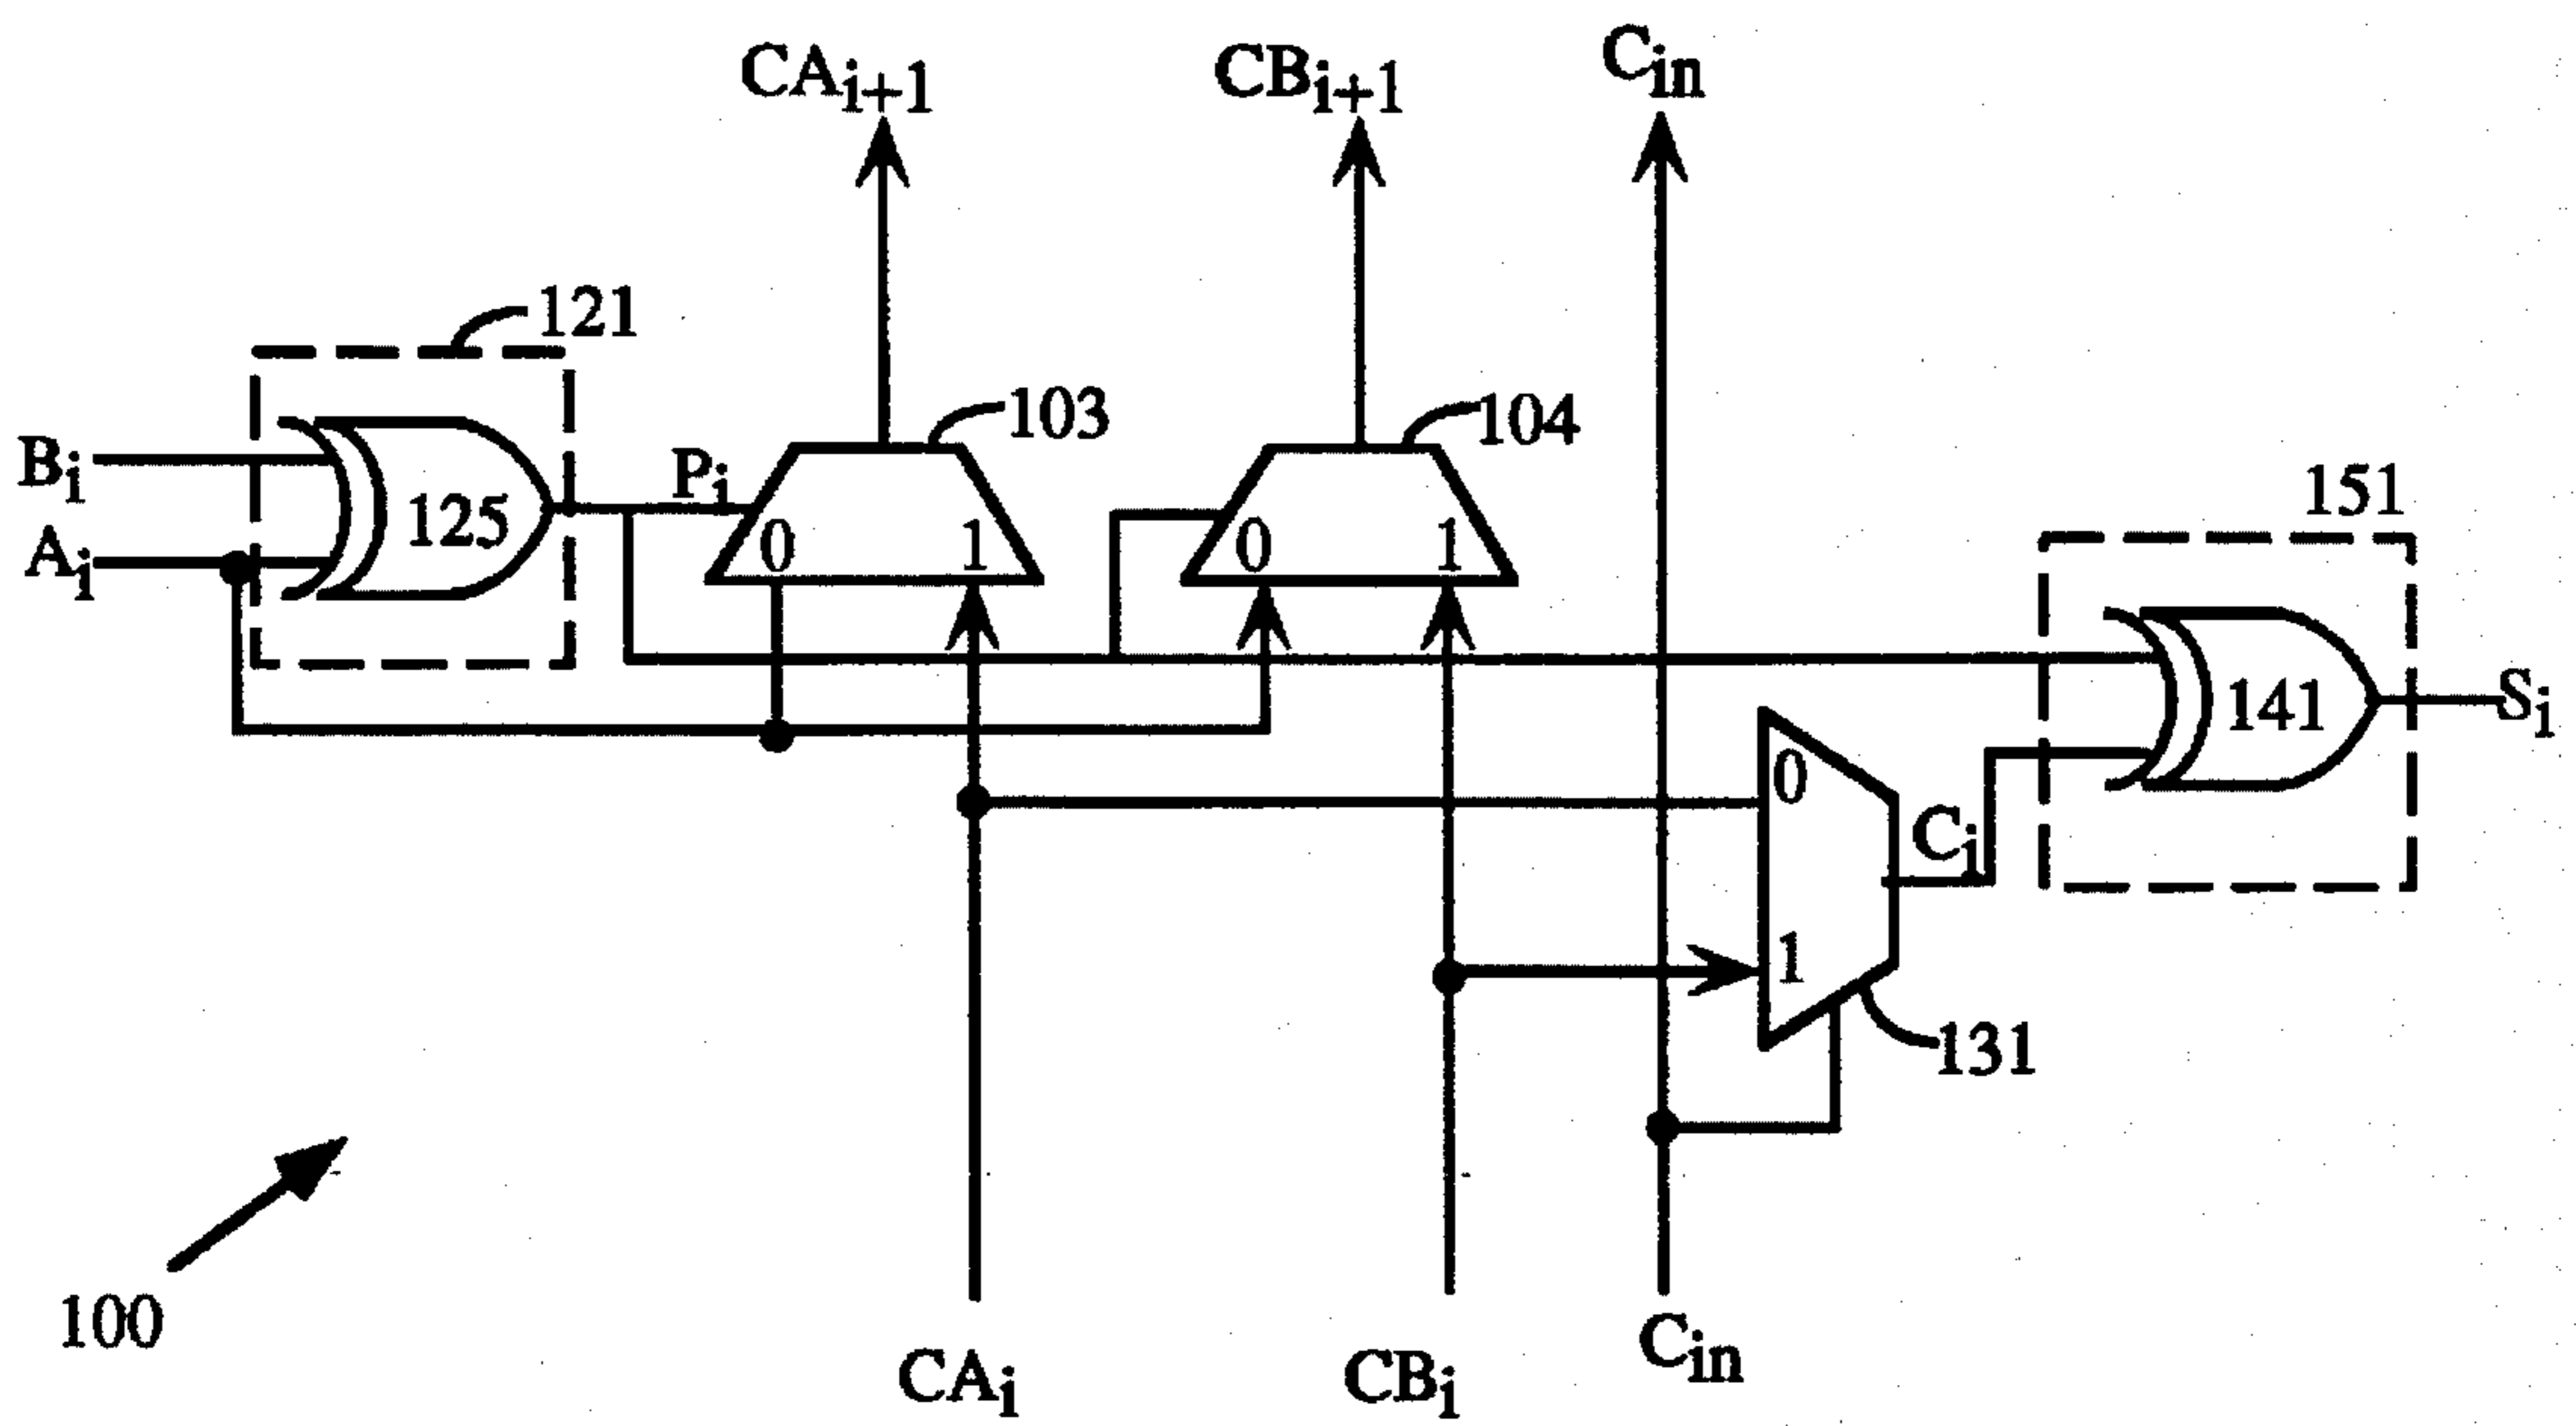 CAi+1 CBi+1 Cin
121
103 104
Bi Pi 151
125 0 1 0 1
Ai
141 Si
0
Ci
1
131
100
CAi CBi Cin